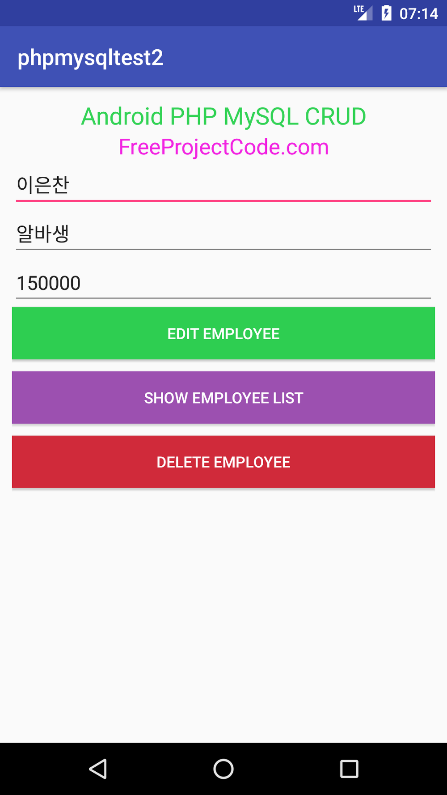 LTE 07:14
phpmysqltest2
Android PHP MySQL CRUD
FreeProjectCode.com
이은찬
알바생
150000
EDIT EMPLOYEE
SHOW EMPLOYEE LIST
DELETE EMPLOYEE